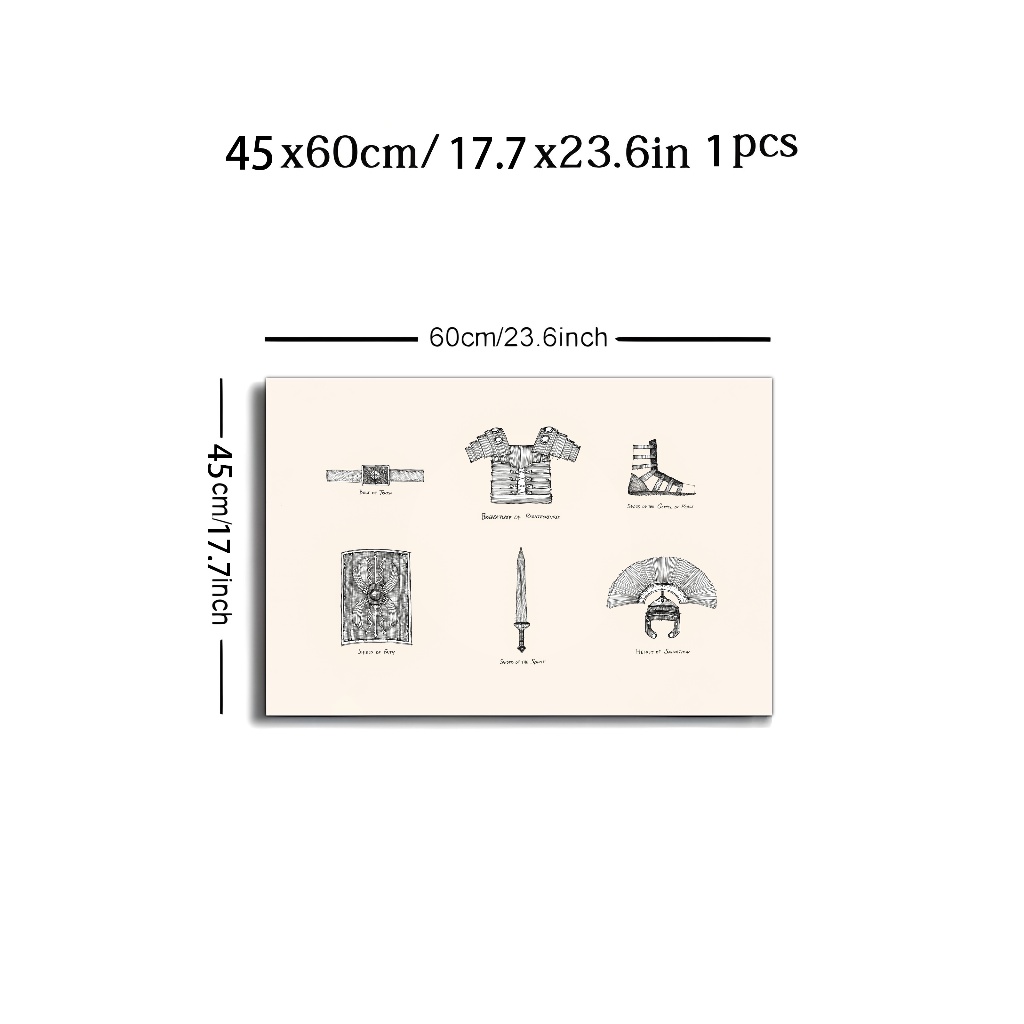 45x60cm/ 17.7x23.6in 1pcs
60cm/23.6inch
45cm/17.7inch
Belt of Truth
Breastplate of Righteousness
Shoes of the Gospel of Peace
Shield of Faith
Sword of the Spirit
Helmet of Salvation